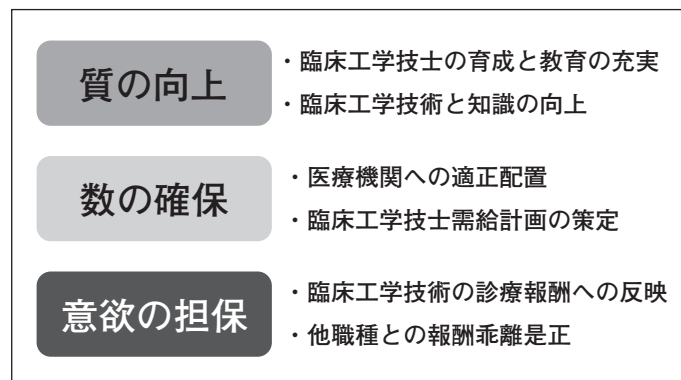 質の向上
・臨床工学技士の育成と教育の充実
・臨床工学技術と知識の向上
数の確保
・医療機関への適正配置
・臨床工学技士需給計画の策定
意欲の担保
・臨床工学技術の診療報酬への反映
・他職種との報酬乖離是正